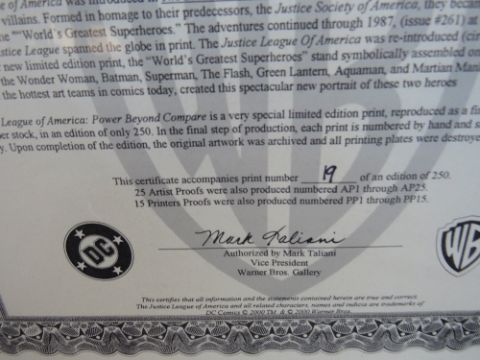 villains. Formed in homage to their predecessors, the Justice Society of America, they became
the "“World's Greatest Superheroes." The adventures continued through 1987, (issue #261) at
Justice League spanned the globe in print. The Justice League Of America was re-introduced (cir
new limited edition print, the “World's Greatest Superheroes" stand symbolically assembled on
the Wonder Woman, Batman, Superman, The Flash, Green Lantern, Aquaman, and Martian Man
the hottest art teams in comics today, created this spectacular new portrait of these two heroes
League of America: Power Beyond Compare is a very special limited edition print, reproduced as a fi
stock, in an edition of only 250. In the final step of production, each print is numbered by hand and s
Upon completion of the edition, the original artwork was archived and all printing plates were destroye
This certificate accompanies print number 19 of an edition of 250.
25 Artist Proofs were also produced numbered AP1 through AP25.
15 Printers Proofs were also produced numbered PP1 through PP15.
DC
Mark Taliani
WB
Authorized by Mark Taliani
Vice President
Warner Bros. Gallery
This certifies that all information and the statements contained herein are true and correct.
The Justice League of America and all related characters, names and indicia are trademarks of
DC Comics © 2000 TM & © 2000 Warner Bros.